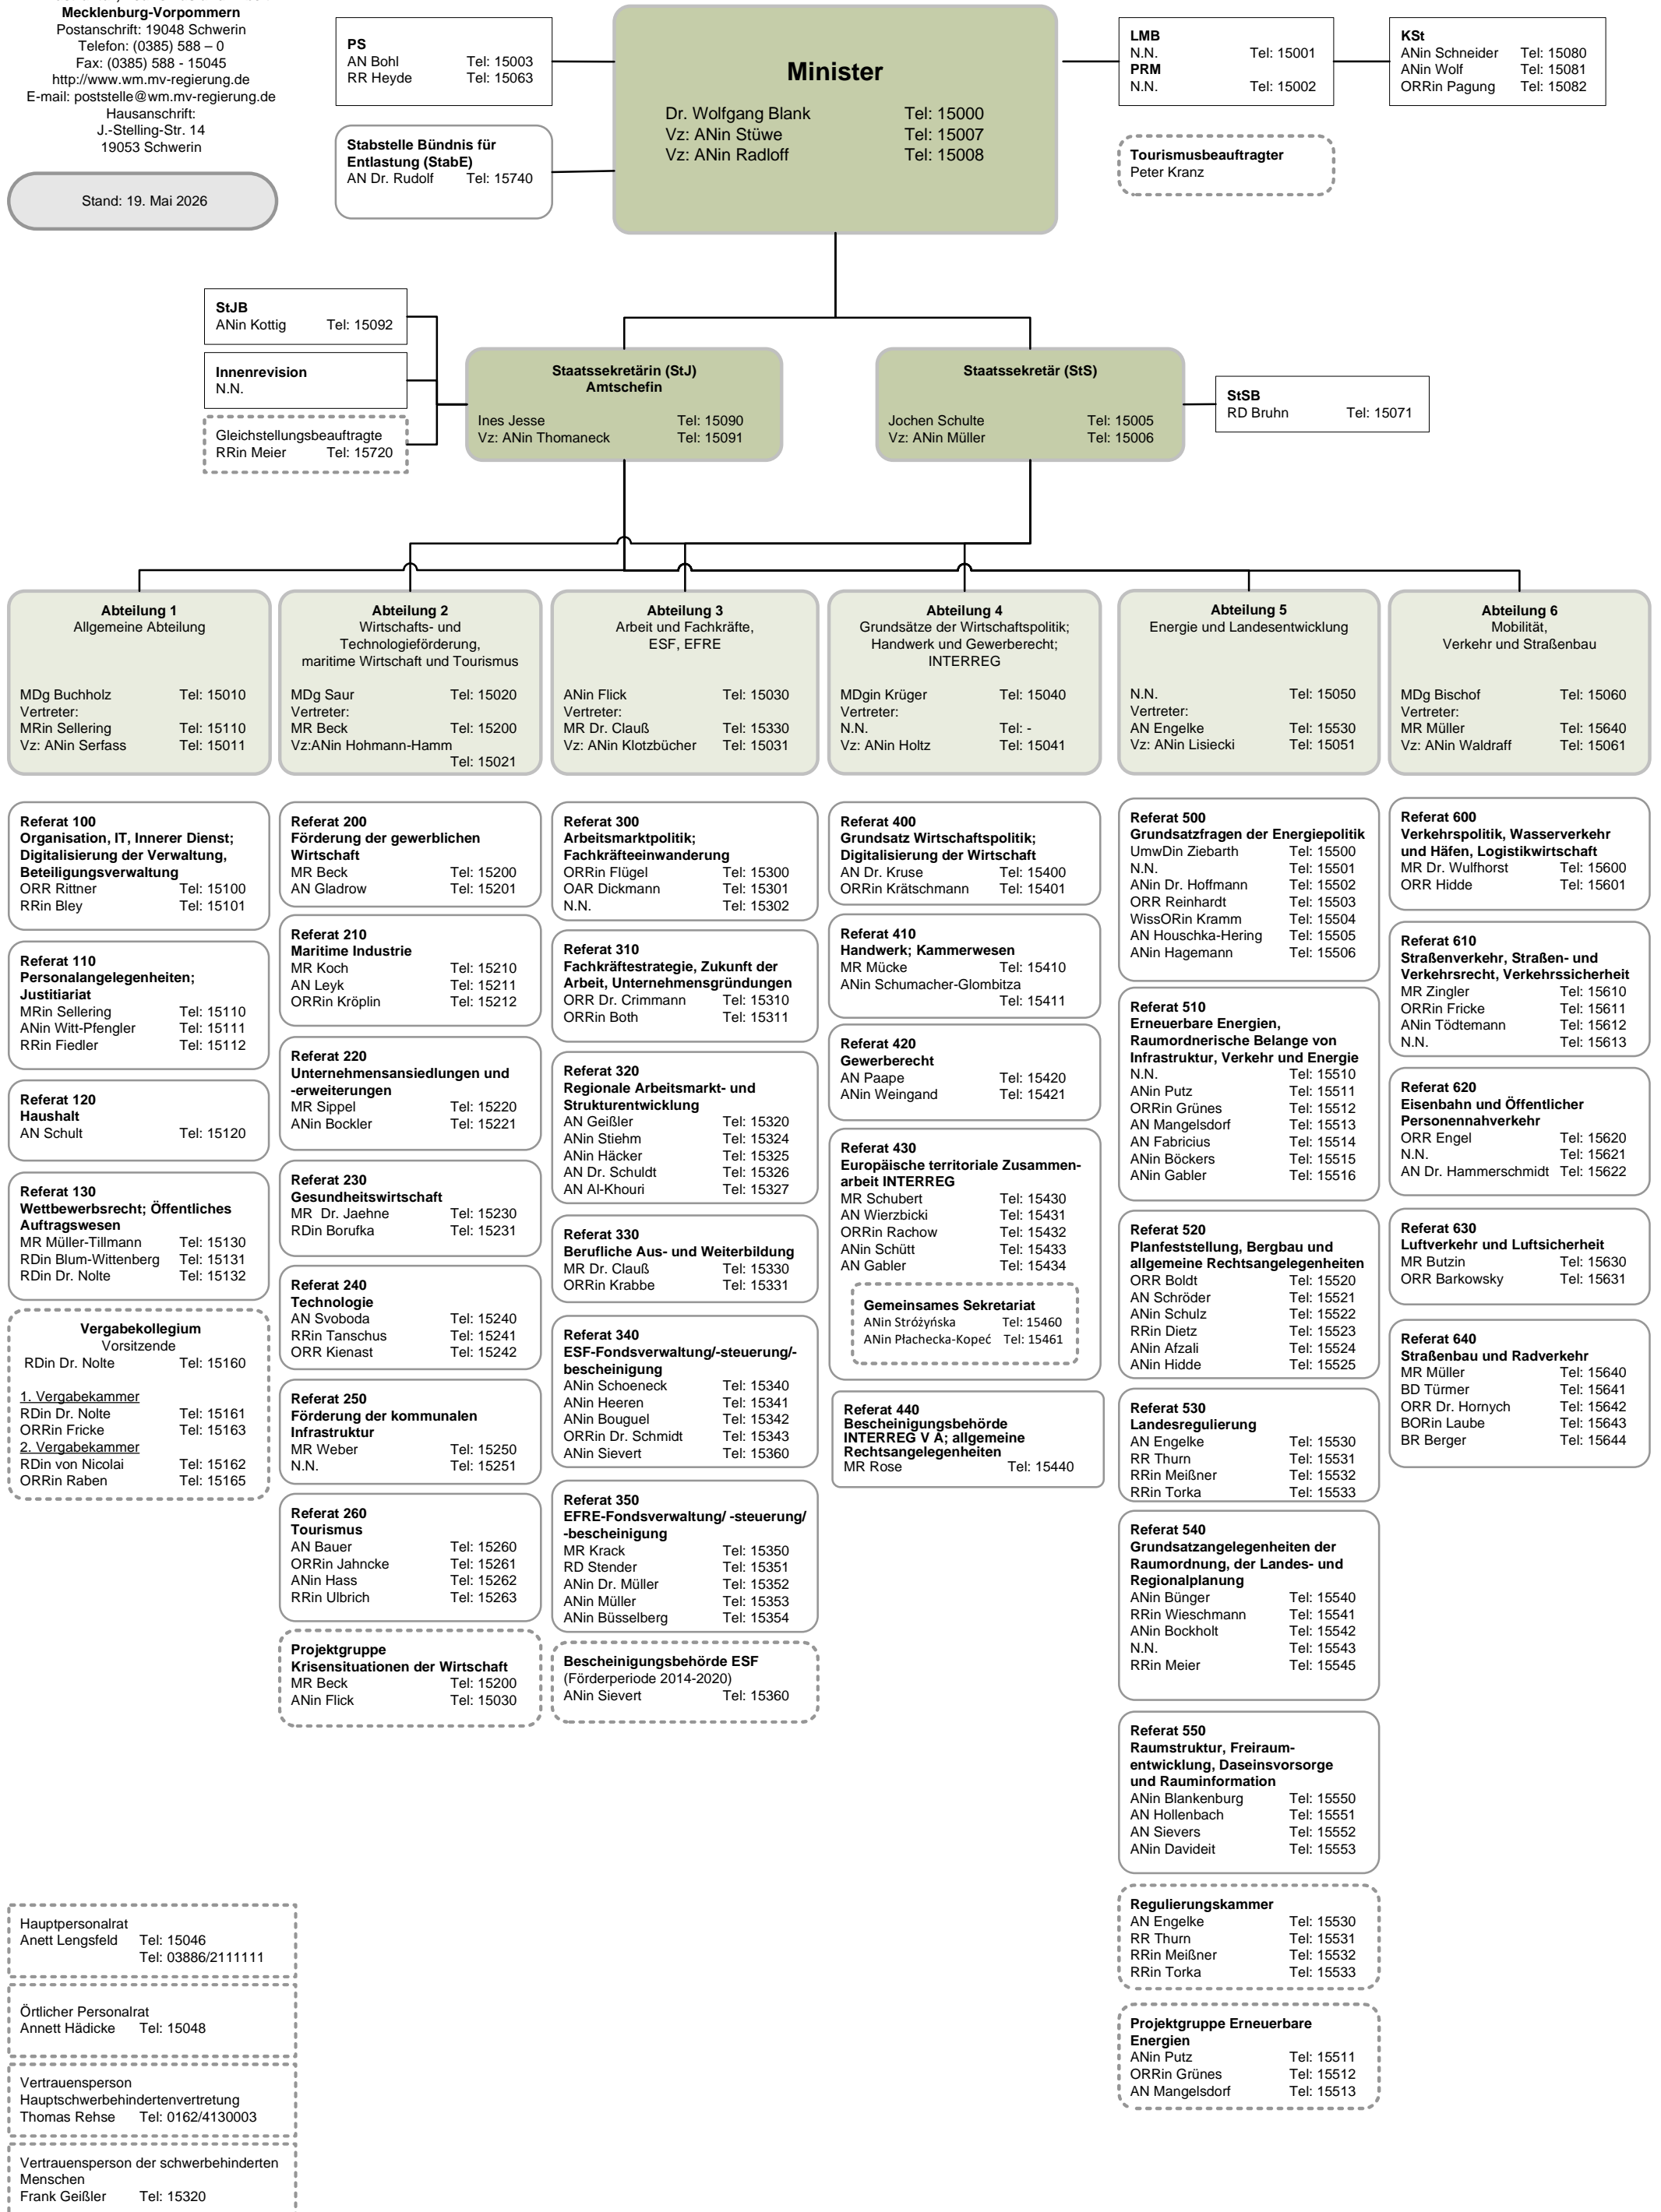 Mecklenburg-Vorpommern
Postanschrift: 19048 Schwerin
Telefon: (0385) 588 – 0
Fax: (0385) 588 - 15045
http://www.wm.mv-regierung.de
E-mail: poststelle@wm.mv-regierung.de
Hausanschrift:
J.-Stelling-Str. 14
19053 Schwerin
Stand: 19. Mai 2026
PS
AN Bohl Tel: 15003
RR Heyde Tel: 15063
Stabstelle Bündnis für
Entlastung (StabE)
AN Dr. Rudolf Tel: 15740
Minister
Dr. Wolfgang Blank Tel: 15000
Vz: ANin Stüwe Tel: 15007
Vz: ANin Radloff Tel: 15008
LMB
N.N. Tel: 15001
PRM
N.N. Tel: 15002
KSt
ANin Schneider Tel: 15080
ANin Wolf Tel: 15081
ORRin Pagung Tel: 15082
Tourismusbeauftragter
Peter Kranz
StJB
ANin Kottig Tel: 15092
Innenrevision
N.N.
Gleichstellungsbeauftragte
RRin Meier Tel: 15720
Staatssekretärin (StJ)
Amtschefin
Ines Jesse Tel: 15090
Vz: ANin Thomaneck Tel: 15091
Staatssekretär (StS)
Jochen Schulte Tel: 15005
Vz: ANin Müller Tel: 15006
StSB
RD Bruhn Tel: 15071
Abteilung 1
Allgemeine Abteilung
MDg Buchholz Tel: 15010
Vertreter:
MRin Sellering Tel: 15110
Vz: ANin Serfass Tel: 15011
Abteilung 2
Wirtschafts- und
Technologieförderung,
maritime Wirtschaft und Tourismus
MDg Saur Tel: 15020
Vertreter:
MR Beck Tel: 15200
Vz:ANin Hohmann-Hamm
Tel: 15021
Abteilung 3
Arbeit und Fachkräfte,
ESF, EFRE
ANin Flick Tel: 15030
Vertreter:
MR Dr. Clauß Tel: 15330
Vz: ANin Klotzbücher Tel: 15031
Abteilung 4
Grundsätze der Wirtschaftspolitik;
Handwerk und Gewerberecht;
INTERREG
MDgin Krüger Tel: 15040
Vertreter:
N.N. Tel: -
Vz: ANin Holtz Tel: 15041
Abteilung 5
Energie und Landesentwicklung
N.N. Tel: 15050
Vertreter:
AN Engelke Tel: 15530
Vz: ANin Lisiecki Tel: 15051
Abteilung 6
Mobilität,
Verkehr und Straßenbau
MDg Bischof Tel: 15060
Vertreter:
MR Müller Tel: 15640
Vz: ANin Waldraff Tel: 15061
Referat 100
Organisation, IT, Innerer Dienst;
Digitalisierung der Verwaltung,
Beteiligungsverwaltung
ORR Rittner Tel: 15100
RRin Bley Tel: 15101
Referat 110
Personalangelegenheiten;
Justitiariat
MRin Sellering Tel: 15110
ANin Witt-Pfengler Tel: 15111
RRin Fiedler Tel: 15112
Referat 120
Haushalt
AN Schult Tel: 15120
Referat 130
Wettbewerbsrecht; Öffentliches
Auftragswesen
MR Müller-Tillmann Tel: 15130
RDin Blum-Wittenberg Tel: 15131
RDin Dr. Nolte Tel: 15132
Vergabekollegium
Vorsitzende
RDin Dr. Nolte Tel: 15160
1. Vergabekammer
RDin Dr. Nolte Tel: 15161
ORRin Fricke Tel: 15163
2. Vergabekammer
RDin von Nicolai Tel: 15162
ORRin Raben Tel: 15165
Referat 200
Förderung der gewerblichen
Wirtschaft
MR Beck Tel: 15200
AN Gladrow Tel: 15201
Referat 210
Maritime Industrie
MR Koch Tel: 15210
AN Leyk Tel: 15211
ORRin Kröplin Tel: 15212
Referat 220
Unternehmensansiedlungen und
-erweiterungen
MR Sippel Tel: 15220
ANin Bockler Tel: 15221
Referat 230
Gesundheitswirtschaft
MR Dr. Jaehne Tel: 15230
RDin Borufka Tel: 15231
Referat 240
Technologie
AN Svoboda Tel: 15240
RRin Tanschus Tel: 15241
ORR Kienast Tel: 15242
Referat 250
Förderung der kommunalen
Infrastruktur
MR Weber Tel: 15250
N.N. Tel: 15251
Referat 260
Tourismus
AN Bauer Tel: 15260
ORRin Jahncke Tel: 15261
ANin Hass Tel: 15262
RRin Ulbrich Tel: 15263
Projektgruppe
Krisensituationen der Wirtschaft
MR Beck Tel: 15200
ANin Flick Tel: 15030
Referat 300
Arbeitsmarktpolitik;
Fachkräfteeinwanderung
ORRin Flügel Tel: 15300
OAR Dickmann Tel: 15301
N.N. Tel: 15302
Referat 310
Fachkräftestrategie, Zukunft der
Arbeit, Unternehmensgründungen
ORR Dr. Crimmann Tel: 15310
ORRin Both Tel: 15311
Referat 320
Regionale Arbeitsmarkt- und
Strukturentwicklung
AN Geißler Tel: 15320
ANin Stiehm Tel: 15324
ANin Häcker Tel: 15325
AN Dr. Schuldt Tel: 15326
AN Al-Khouri Tel: 15327
Referat 330
Berufliche Aus- und Weiterbildung
MR Dr. Clauß Tel: 15330
ORRin Krabbe Tel: 15331
Referat 340
ESF-Fondsverwaltung/-steuerung/-
bescheinigung
ANin Schoeneck Tel: 15340
ANin Heeren Tel: 15341
ANin Bouguel Tel: 15342
ORRin Dr. Schmidt Tel: 15343
ANin Sievert Tel: 15360
Referat 350
EFRE-Fondsverwaltung/ -steuerung/
-bescheinigung
MR Krack Tel: 15350
RD Stender Tel: 15351
ANin Dr. Müller Tel: 15352
ANin Müller Tel: 15353
ANin Büsselberg Tel: 15354
Bescheinigungsbehörde ESF
(Förderperiode 2014-2020)
ANin Sievert Tel: 15360
Referat 400
Grundsatz Wirtschaftspolitik;
Digitalisierung der Wirtschaft
AN Dr. Kruse Tel: 15400
ORRin Krätschmann Tel: 15401
Referat 410
Handwerk; Kammerwesen
MR Mücke Tel: 15410
ANin Schumacher-Glombitza
Tel: 15411
Referat 420
Gewerberecht
AN Paape Tel: 15420
ANin Weingand Tel: 15421
Referat 430
Europäische territoriale Zusammen-
arbeit INTERREG
MR Schubert Tel: 15430
AN Wierzbicki Tel: 15431
ORRin Rachow Tel: 15432
ANin Schütt Tel: 15433
AN Gabler Tel: 15434
Gemeinsames Sekretariat
ANin Stróżyńska Tel: 15460
ANin Płachecka-Kopeć Tel: 15461
Referat 440
Bescheinigungsbehörde
INTERREG V A; allgemeine
Rechtsangelegenheiten
MR Rose Tel: 15440
Referat 500
Grundsatzfragen der Energiepolitik
UmwDin Ziebarth Tel: 15500
N.N. Tel: 15501
ANin Dr. Hoffmann Tel: 15502
ORR Reinhardt Tel: 15503
WissORin Kramm Tel: 15504
AN Houschka-Hering Tel: 15505
ANin Hagemann Tel: 15506
Referat 510
Erneuerbare Energien,
Raumordnerische Belange von
Infrastruktur, Verkehr und Energie
N.N. Tel: 15510
ANin Putz Tel: 15511
ORRin Grünes Tel: 15512
AN Mangelsdorf Tel: 15513
AN Fabricius Tel: 15514
ANin Böckers Tel: 15515
ANin Gabler Tel: 15516
Referat 520
Planfeststellung, Bergbau und
allgemeine Rechtsangelegenheiten
ORR Boldt Tel: 15520
AN Schröder Tel: 15521
ANin Schulz Tel: 15522
RRin Dietz Tel: 15523
ANin Afzali Tel: 15524
ANin Hidde Tel: 15525
Referat 530
Landesregulierung
AN Engelke Tel: 15530
RR Thurn Tel: 15531
RRin Meißner Tel: 15532
RRin Torka Tel: 15533
Referat 540
Grundsatzangelegenheiten der
Raumordnung, der Landes- und
Regionalplanung
ANin Bünger Tel: 15540
RRin Wieschmann Tel: 15541
ANin Bockholt Tel: 15542
N.N. Tel: 15543
RRin Meier Tel: 15545
Referat 550
Raumstruktur, Freiraum-
entwicklung, Daseinsvorsorge
und Rauminformation
ANin Blankenburg Tel: 15550
AN Hollenbach Tel: 15551
AN Sievers Tel: 15552
ANin Davideit Tel: 15553
Regulierungskammer
AN Engelke Tel: 15530
RR Thurn Tel: 15531
RRin Meißner Tel: 15532
RRin Torka Tel: 15533
Projektgruppe Erneuerbare
Energien
ANin Putz Tel: 15511
ORRin Grünes Tel: 15512
AN Mangelsdorf Tel: 15513
Referat 600
Verkehrspolitik, Wasserverkehr
und Häfen, Logistikwirtschaft
MR Dr. Wulfhorst Tel: 15600
ORR Hidde Tel: 15601
Referat 610
Straßenverkehr, Straßen- und
Verkehrsrecht, Verkehrssicherheit
MR Zingler Tel: 15610
ORRin Fricke Tel: 15611
ANin Tödtemann Tel: 15612
N.N. Tel: 15613
Referat 620
Eisenbahn und Öffentlicher
Personennahverkehr
ORR Engel Tel: 15620
N.N. Tel: 15621
AN Dr. Hammerschmidt Tel: 15622
Referat 630
Luftverkehr und Luftsicherheit
MR Butzin Tel: 15630
ORR Barkowsky Tel: 15631
Referat 640
Straßenbau und Radverkehr
MR Müller Tel: 15640
BD Türmer Tel: 15641
ORR Dr. Hornych Tel: 15642
BORin Laube Tel: 15643
BR Berger Tel: 15644
Hauptpersonalrat
Anett Lengsfeld Tel: 15046
Tel: 03886/2111111
Örtlicher Personalrat
Annett Hädicke Tel: 15048
Vertrauensperson
Hauptschwerbehindertenvertretung
Thomas Rehse Tel: 0162/4130003
Vertrauensperson der schwerbehinderten
Menschen
Frank Geißler Tel: 15320